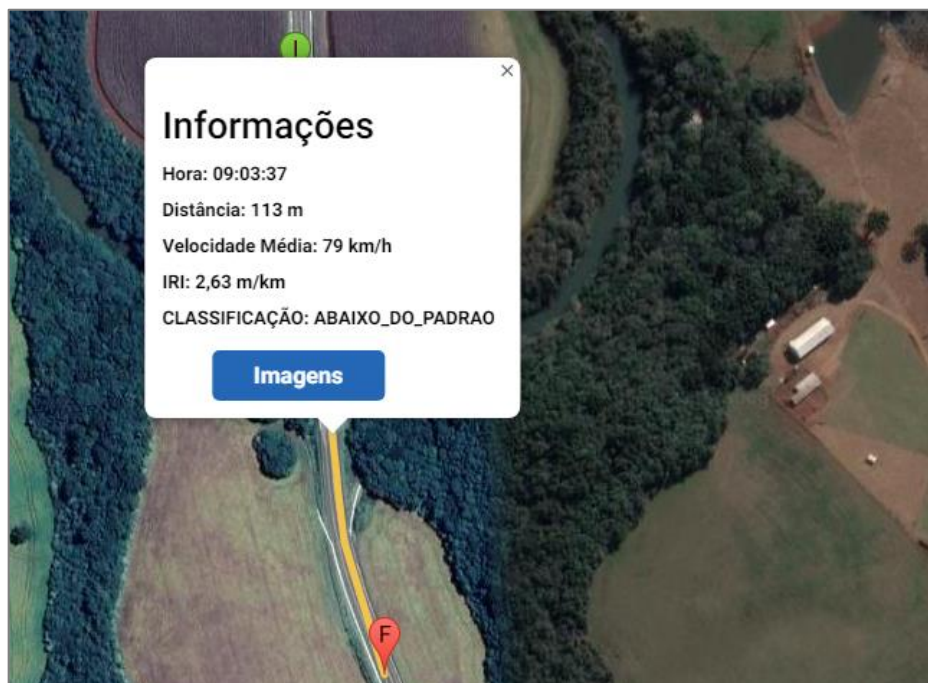 I
×
Informações
Hora: 09:03:37
Distância: 113 m
Velocidade Média: 79 km/h
IRI: 2,63 m/km
CLASSIFICAÇÃO: ABAIXO_DO_PADRAO
Imagens
F